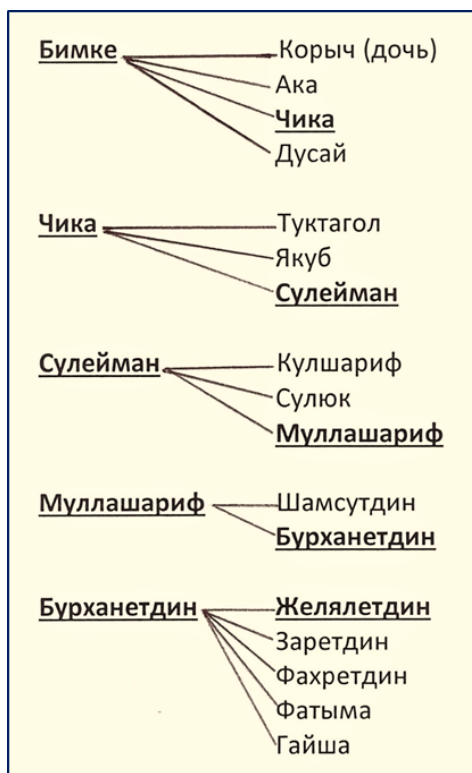 Бимке Корыч (дочь)
Ака
Чика
Дусай
Чика Туктагол
Якуб
Сулейман
Сулейман Кулшариф
Сулюк
Муллашариф
Муллашариф Шамсутдин
Бурханетдин
Бурханетдин Желялетдин
Заретдин
Фахретдин
Фатыма
Гайша